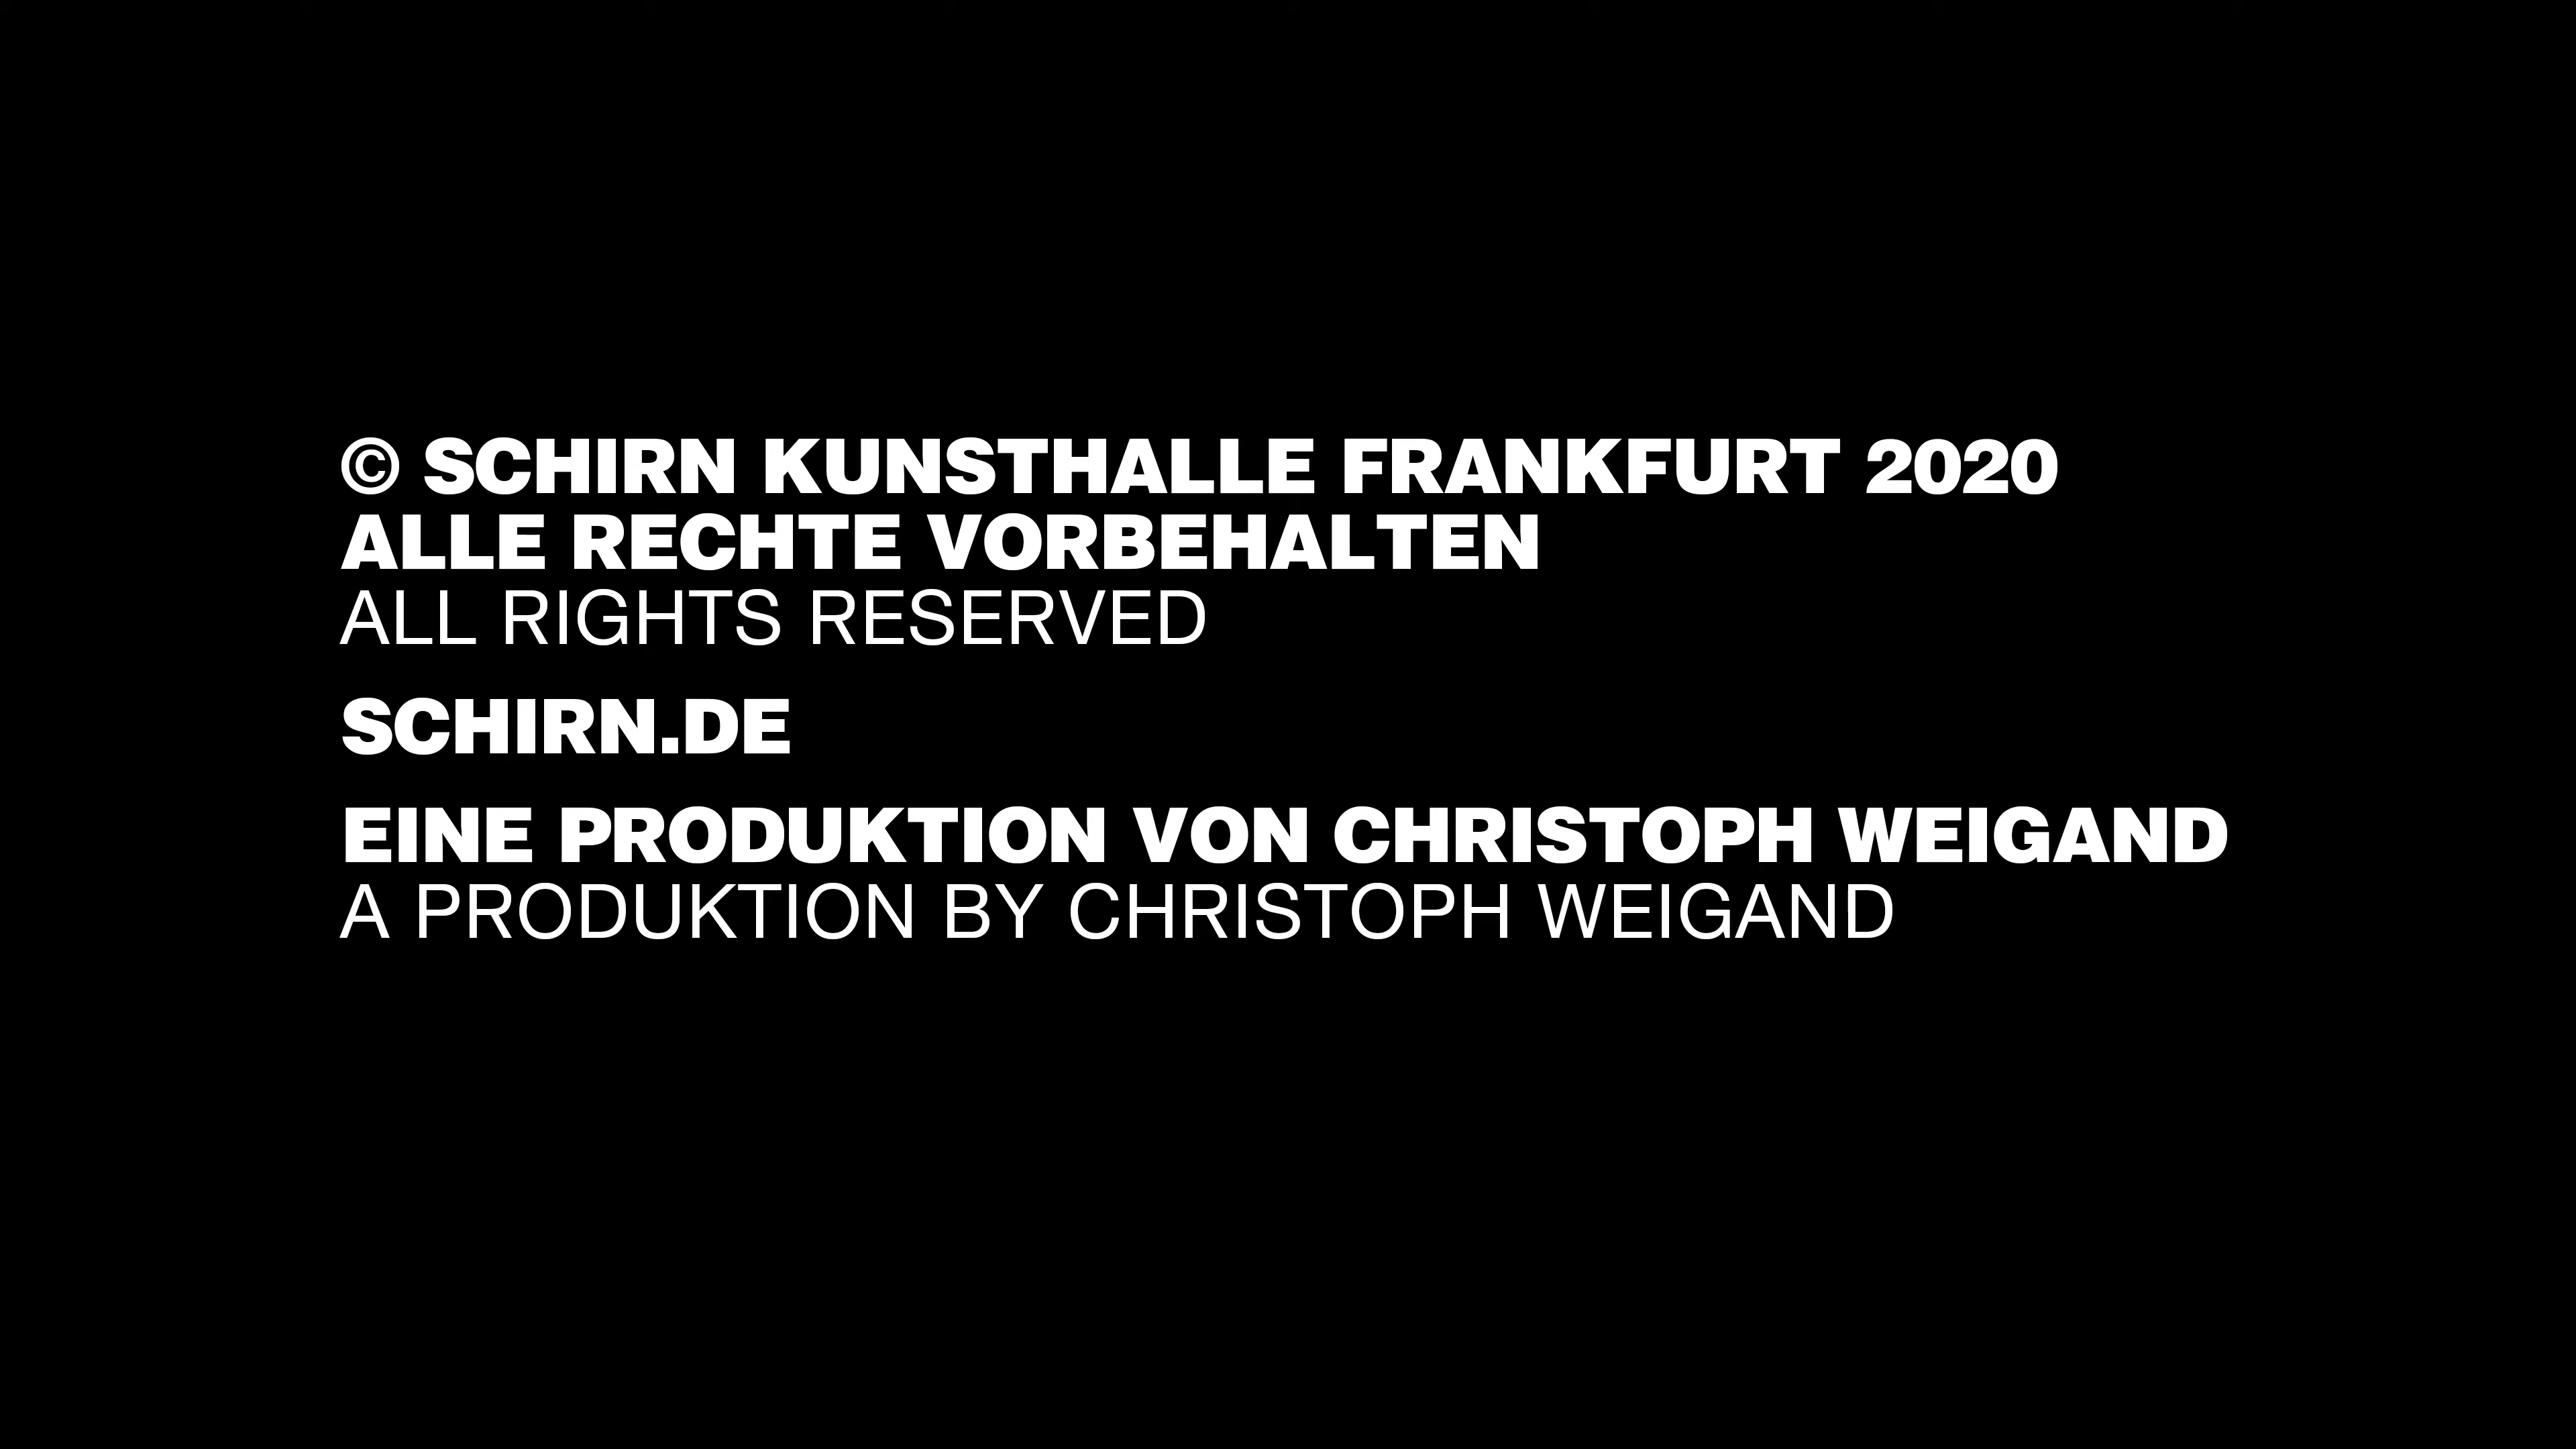 © SCHIRN KUNSTHALLE FRANKFURT 2020
ALLE RECHTE VORBEHALTEN
ALL RIGHTS RESERVED
SCHIRN.DE
EINE PRODUKTION VON CHRISTOPH WEIGAND
A PRODUKTION BY CHRISTOPH WEIGAND